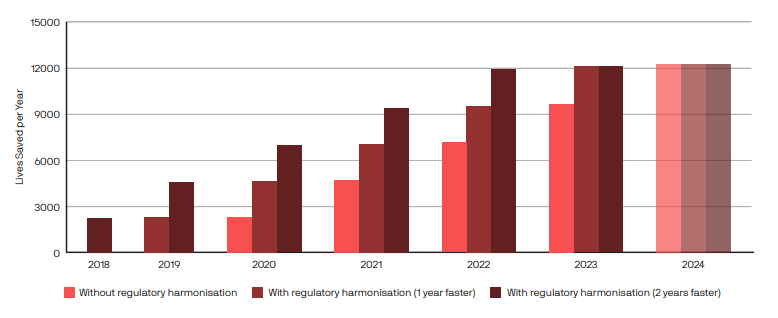 15000
12000
9000
6000
3000
0
Lives Saved per Year
2018 2019 2020 2021 2022 2023 2024
Without regulatory harmonisation With regulatory harmonisation (1 year faster) With regulatory harmonisation (2 years faster)